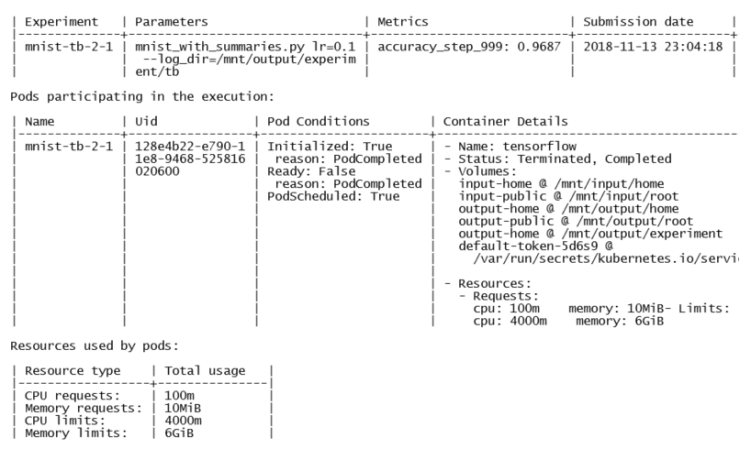 | Experiment | Parameters | Metrics | Submission date |
| mnist-tb-2-1 | mnist_with_summaries.py lr=0.1 | accuracy_step_999: 0.9687 | 2018-11-13 23:04:18 |
| | --log_dir=/mnt/output/experim | | |
| | ent/tb | | |
Pods participating in the execution:
| Name | Uid | Pod Conditions | Container Details
| mnist-tb-2-1 | 128e4b22-e790-1 | Initialized: True | - Name: tensorflow
| | 1e8-9468-525816 | reason: PodCompleted | - Status: Terminated, Completed
| | 020600 | Ready: False | - Volumes:
| | | reason: PodCompleted | input-home @ /mnt/input/home
| | | PodScheduled: True | input-public @ /mnt/input/root
| | | | output-home @ /mnt/output/home
| | | | output-public @ /mnt/output/root
| | | | output-home @ /mnt/output/experiment
| | | | default-token-5d6s9 @
| | | | /var/run/secrets/kubernetes.io/servi
| | | | - Resources:
| | | | - Requests:
| | | | cpu: 100m memory: 10MiB- Limits:
| | | | cpu: 4000m memory: 6GiB
Resources used by pods:
| Resource type | Total usage |
| CPU requests: | 100m |
| Memory requests: | 10MiB |
| CPU limits: | 4000m |
| Memory limits: | 6GiB |